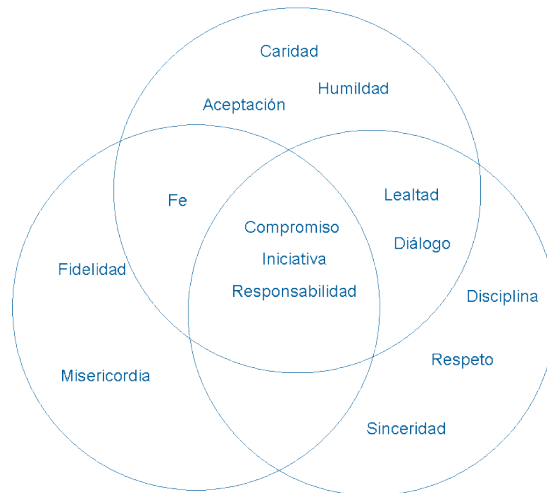 Caridad
Humildad
Aceptación
Fe
Lealtad
Compromiso
Diálogo
Iniciativa
Fidelidad
Responsabilidad
Disciplina
Respeto
Misericordia
Sinceridad